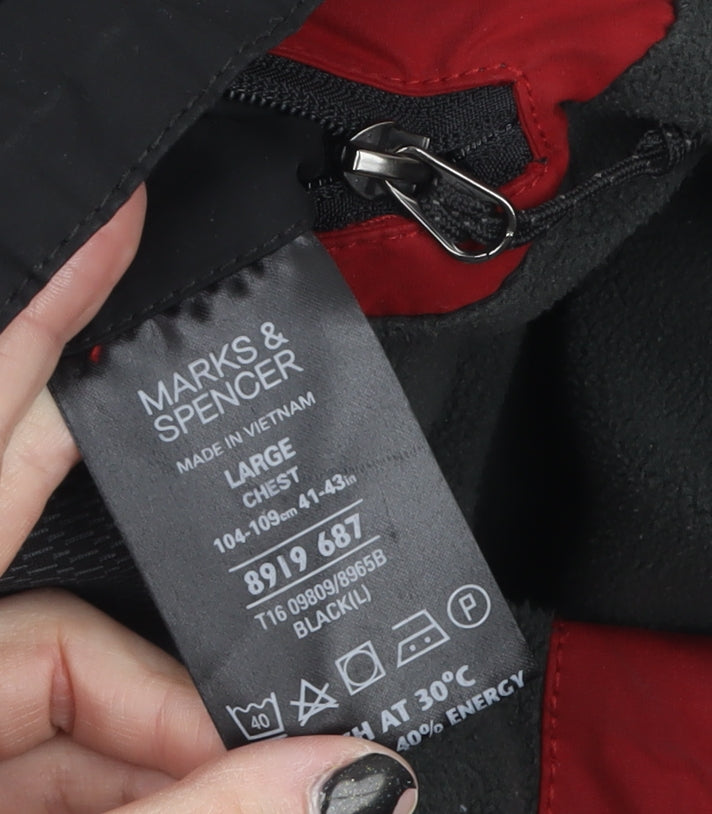 MARKS &
SPENCER
MADE IN VIETNAM
LARGE
CHEST
104-109cm 41-43in
8919 687
T16 09809/8965B
BLACK(L)
40 P
AT 30°C
40% ENERGY